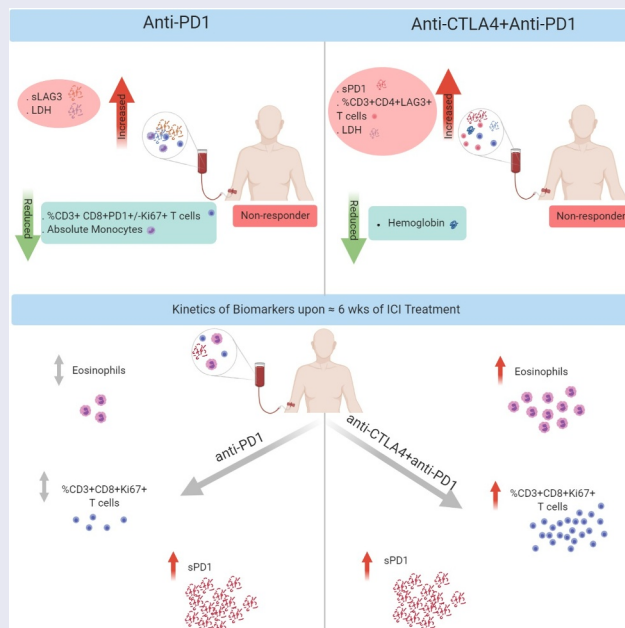 Anti-PD1
Anti-CTLA4+Anti-PD1
. sLAG3
. LDH
Increased
Reduced
. %CD3+ CD8+PD1+/-Ki67+ T cells
. Absolute Monocytes
Non-responder
. sPD1
. %CD3+CD4+LAG3+
T cells
. LDH
Increased
Reduced
• Hemoglobin
Non-responder
Kinetics of Biomarkers upon ≈ 6 wks of ICI Treatment
Eosinophils
anti-PD1
%CD3+CD8+Ki67+
T cells
sPD1
Eosinophils
anti-CTLA4+anti-PD1
%CD3+CD8+Ki67+
T cells
sPD1